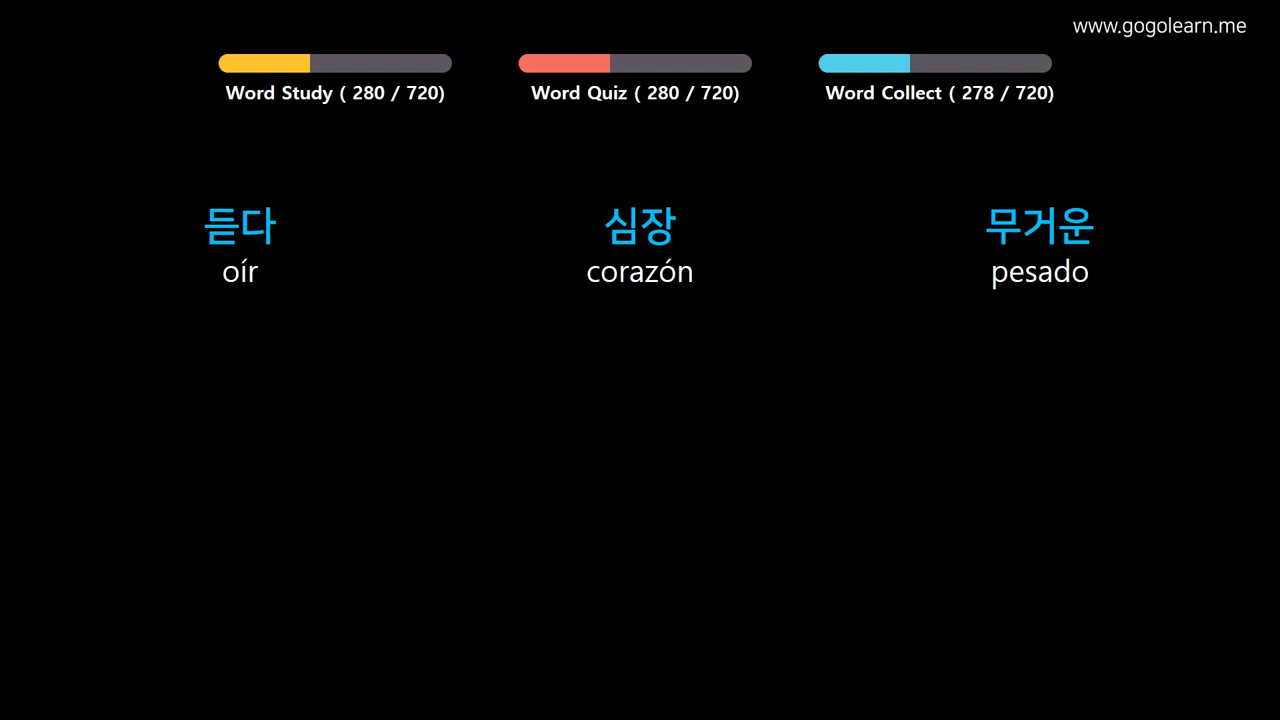 www.gogolearn.me
Word Study ( 280 / 720)
Word Quiz ( 280 / 720)
Word Collect ( 278 / 720)
듣다
oír
심장
corazón
무거운
pesado